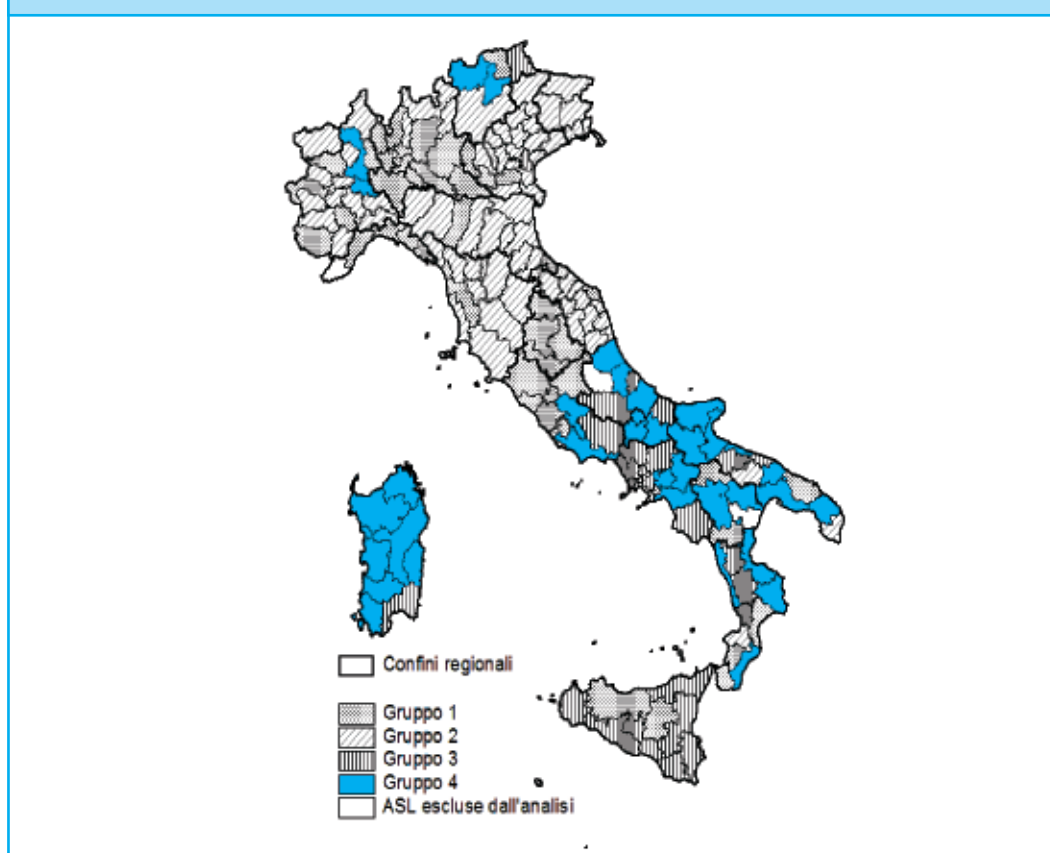 Confini regionali
Gruppo 1
Gruppo 2
Gruppo 3
Gruppo 4
ASL escluse dall'analisi